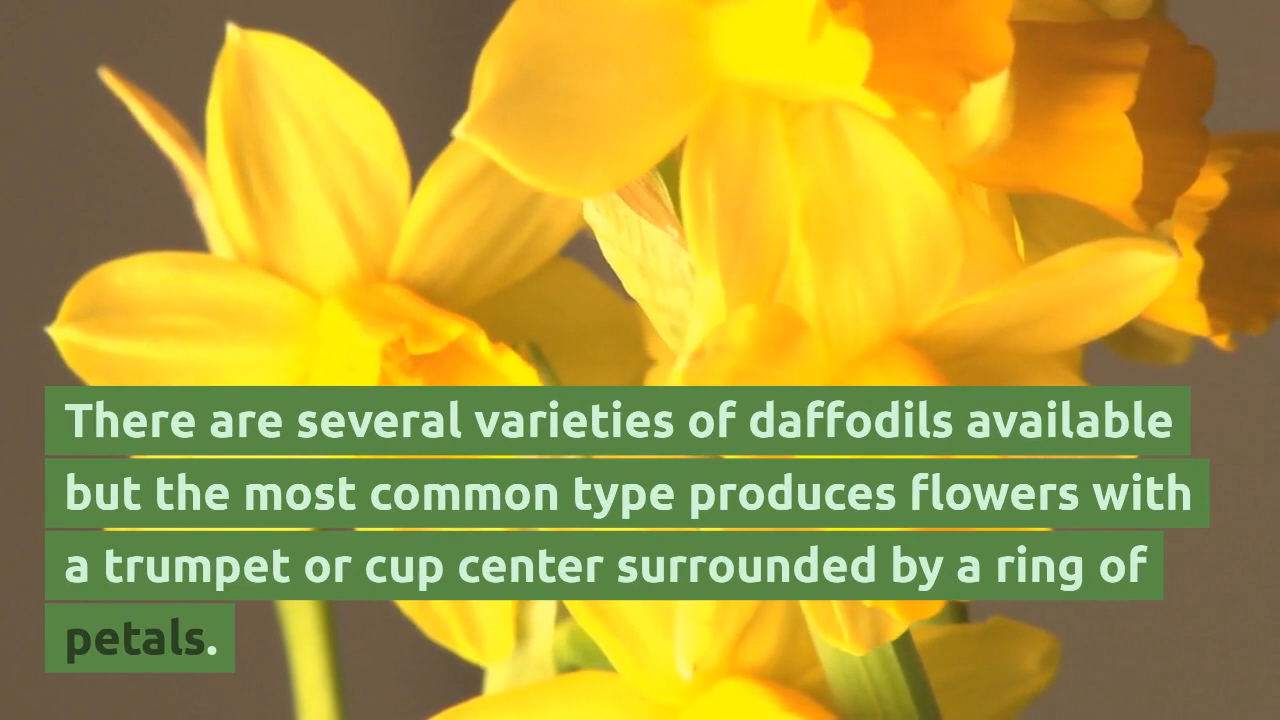 There are several varieties of daffodils available
but the most common type produces flowers with
a trumpet or cup center surrounded by a ring of
petals.